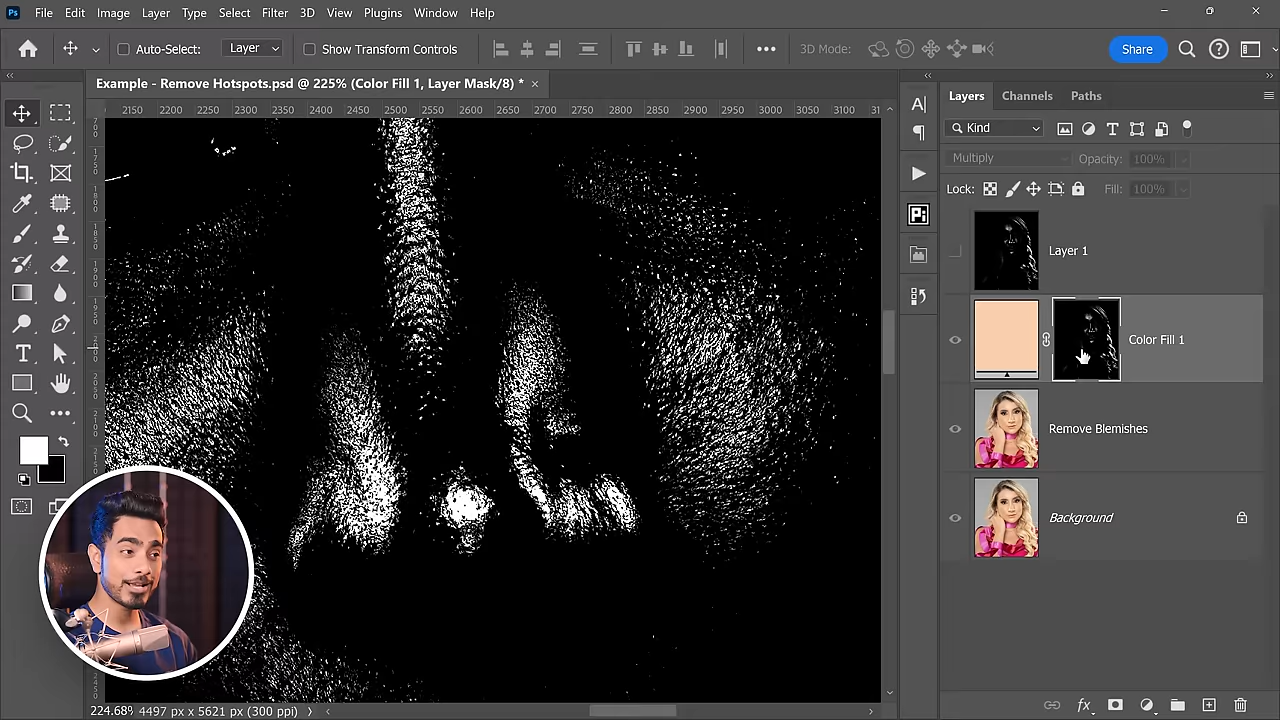 Ps File Edit Image Layer Type Select Filter 3D View Plugins Window Help
Auto-Select: Layer Show Transform Controls 3D Mode: Share
Example - Remove Hotspots.psd @ 225% (Color Fill 1, Layer Mask/8) *
2150 2200 2250 2300 2350 2400 2450 2500 2550 2600 2650 2700 2750 2800 2850 2900 2950 3000 3050 3100
Layers Channels Paths
Kind
Multiply Opacity: 100%
Lock: Fill: 100%
Layer 1
Color Fill 1
Remove Blemishes
Background
224.68% 4497 px x 5621 px (300 ppi)